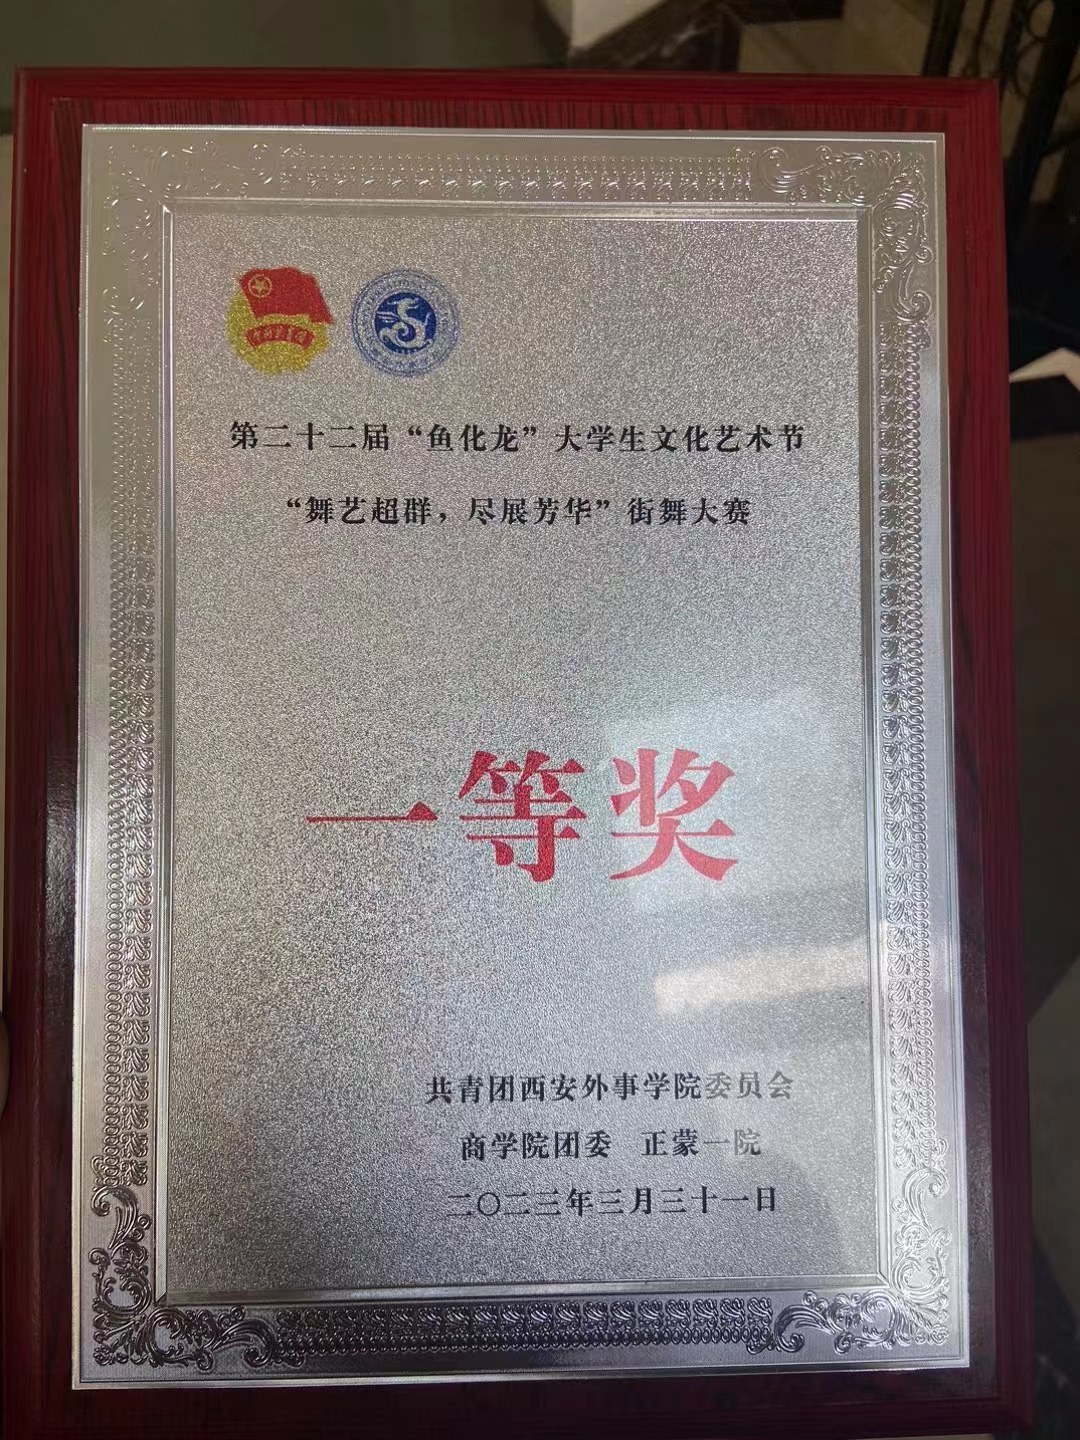 第二十二届“鱼化龙”大学生文化艺术节
“舞艺超群，尽展芳华”街舞大赛
一等奖
共青团西安外事学院委员会
商学院团委 正蒙一院
二〇二三年三月三十一日